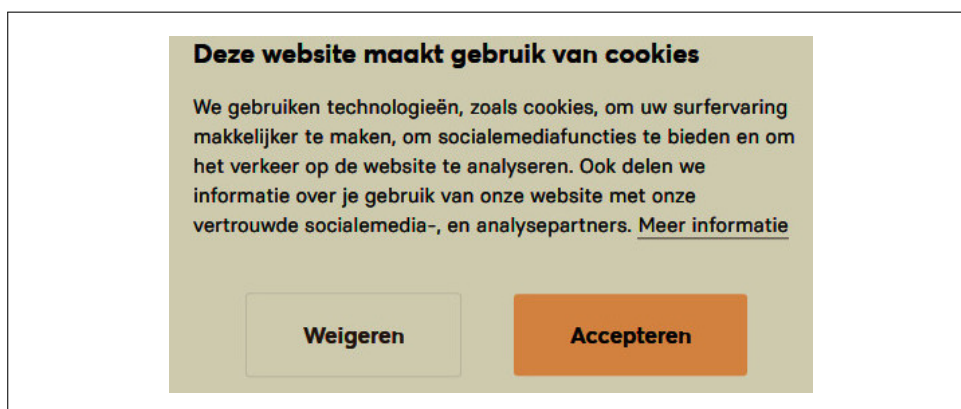 Deze website maakt gebruik van cookies
We gebruiken technologieën, zoals cookies, om uw surfervaring
makkelijker te maken, om socialemediafuncties te bieden en om
het verkeer op de website te analyseren. Ook delen we
informatie over je gebruik van onze website met onze
vertrouwde socialemedia-, en analysepartners. Meer informatie
Weigeren
Accepteren